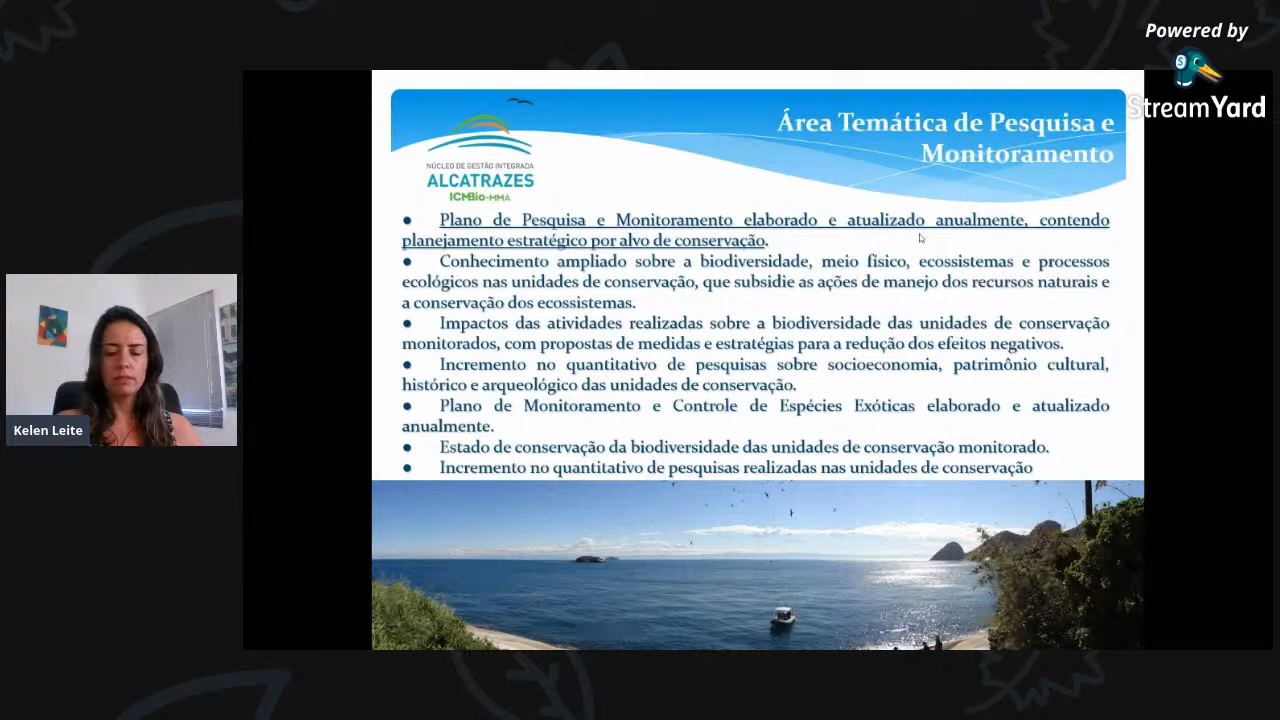 Powered by
StreamYard
Área Temática de Pesquisa e
Monitoramento
NÚCLEO DE GESTÃO INTEGRADA
ALCATRAZES
ICMBio-MMA
● Plano de Pesquisa e Monitoramento elaborado e atualizado anualmente, contendo
planejamento estratégico por alvo de conservação.
● Conhecimento ampliado sobre a biodiversidade, meio físico, ecossistemas e processos
ecológicos nas unidades de conservação, que subsidie as ações de manejo dos recursos naturais e
a conservação dos ecossistemas.
● Impactos das atividades realizadas sobre a biodiversidade das unidades de conservação
monitorados, com propostas de medidas e estratégias para a redução dos efeitos negativos.
● Incremento no quantitativo de pesquisas sobre socioeconomia, patrimônio cultural,
histórico e arqueológico das unidades de conservação.
● Plano de Monitoramento e Controle de Espécies Exóticas elaborado e atualizado
anualmente.
● Estado de conservação da biodiversidade das unidades de conservação monitorado.
● Incremento no quantitativo de pesquisas realizadas nas unidades de conservação
Kelen Leite